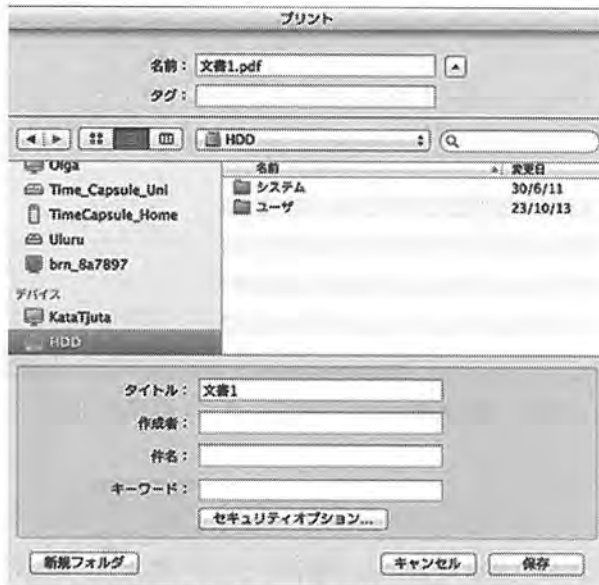 プリント
名前： 文書1.pdf
タグ：
HDD
名前 変更日
Olga
Time_Capsule_Uni
TimeCapsule_Home
Uluru
brn_8a7897
デバイス
KataTjuta
HDD
システム 30/6/11
ユーザ 23/10/13
タイトル： 文書1
作成者：
件名：
キーワード：
セキュリティオプション...
新規フォルダ キャンセル 保存